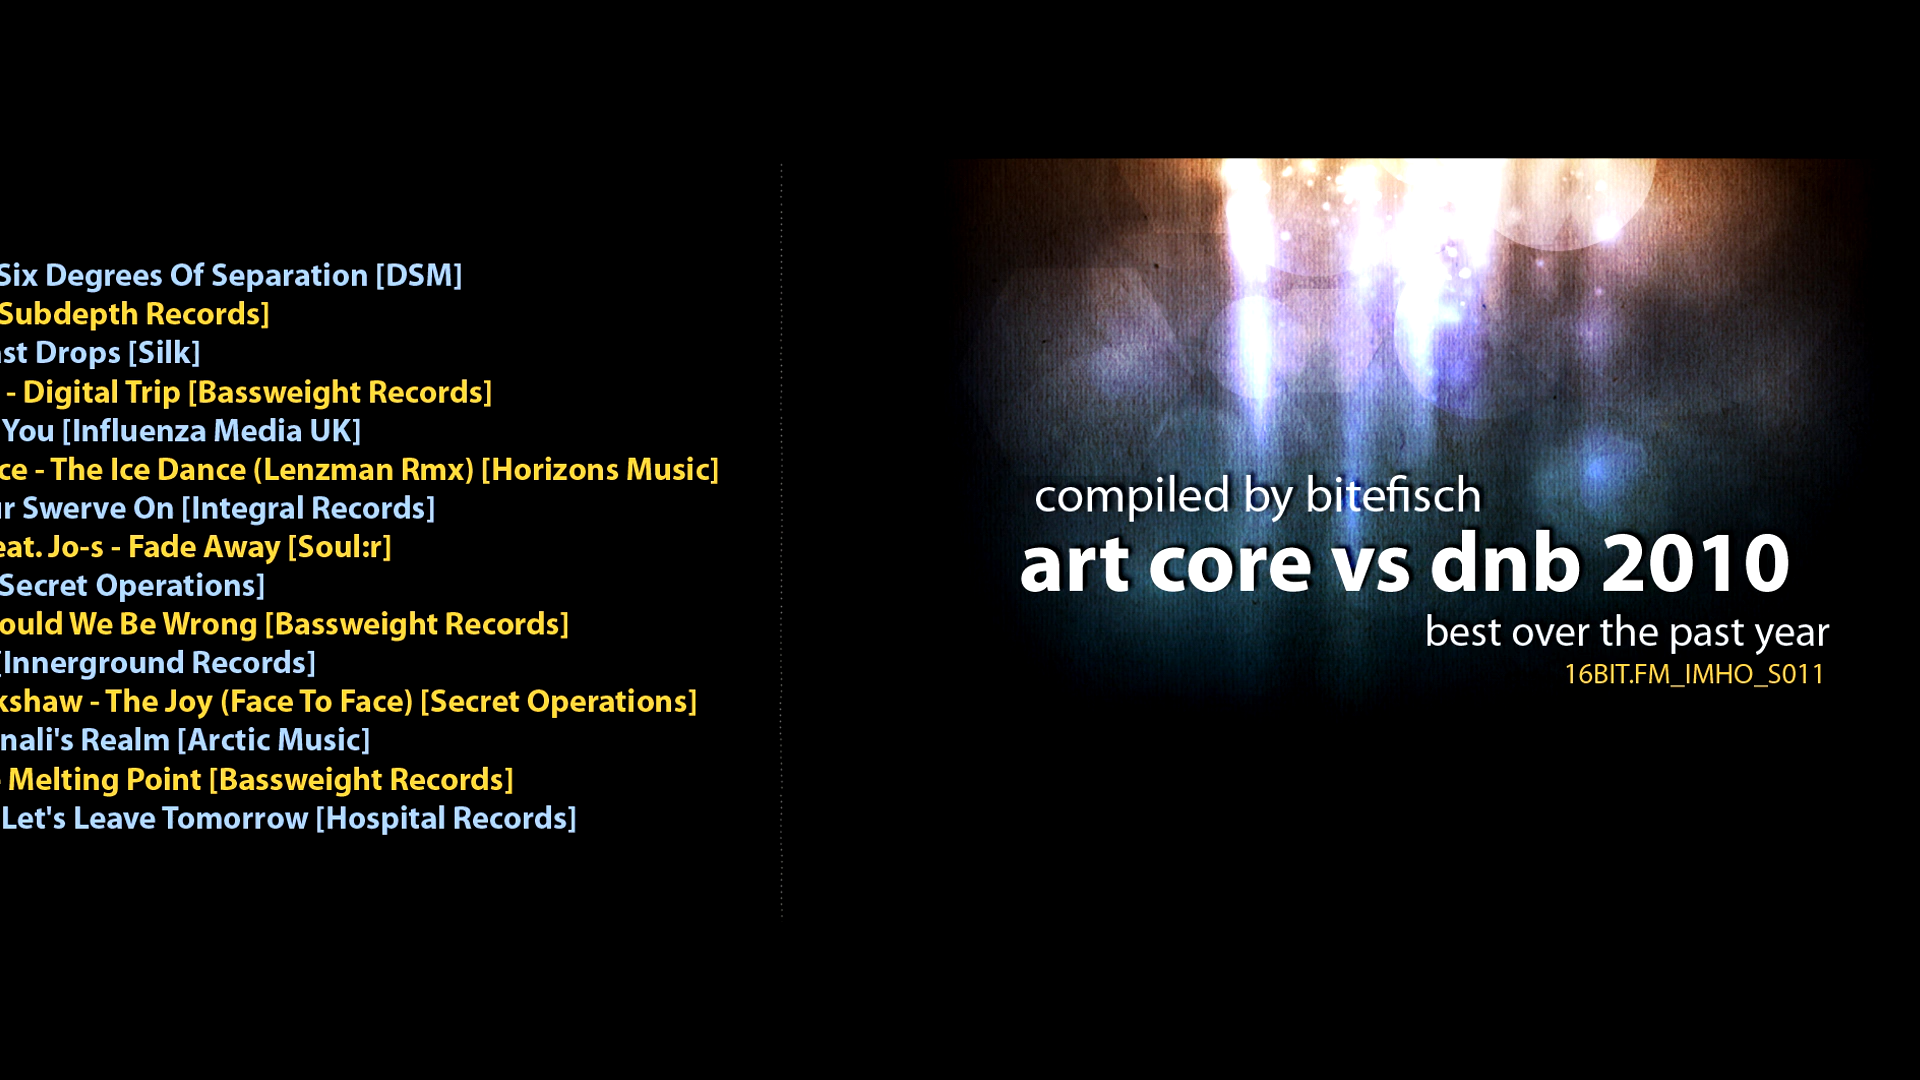 Six Degrees Of Separation [DSM]
Subdepth Records]
st Drops [Silk]
- Digital Trip [Bassweight Records]
You [Influenza Media UK]
ce - The Ice Dance (Lenzman Rmx) [Horizons Music]
r Swerve On [Integral Records]
eat. Jo-s - Fade Away [Soul:r]
Secret Operations]
ould We Be Wrong [Bassweight Records]
[Innerground Records]
kshaw - The Joy (Face To Face) [Secret Operations]
nali's Realm [Arctic Music]
Melting Point [Bassweight Records]
Let's Leave Tomorrow [Hospital Records]
compiled by bitefisch
art core vs dnb 2010
best over the past year
16BIT.FM_IMHO_S011